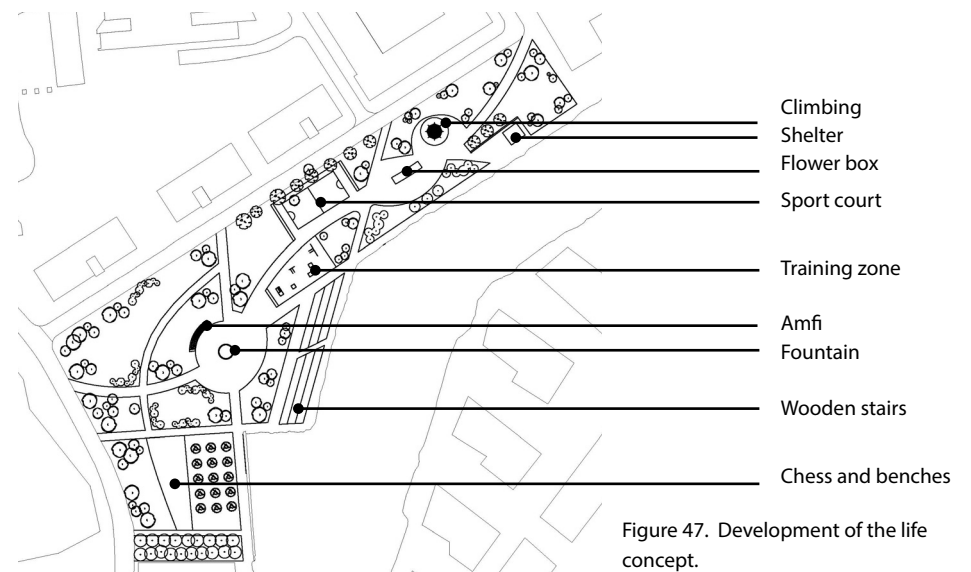 Climbing
Shelter
Flower box
Sport court
Training zone
Amfi
Fountain
Wooden stairs
Chess and benches
Figure 47. Development of the life
concept.